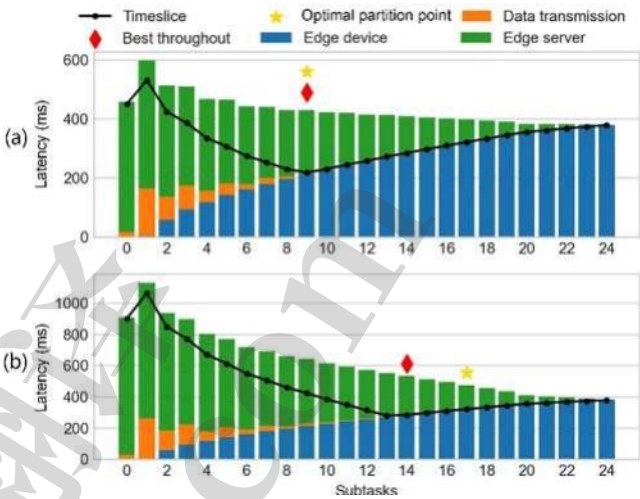 Timeslice
Optimal partition point
Data transmission
Best throughout
Edge device
Edge server
(a)
Latency (ms)
600
400
200
0
0 2 4 6 8 10 12 14 16 18 20 22 24
(b)
Latency (ms)
1000
800
600
400
200
0
0 2 4 6 8 10 12 14 16 18 20 22 24
Subtasks
com